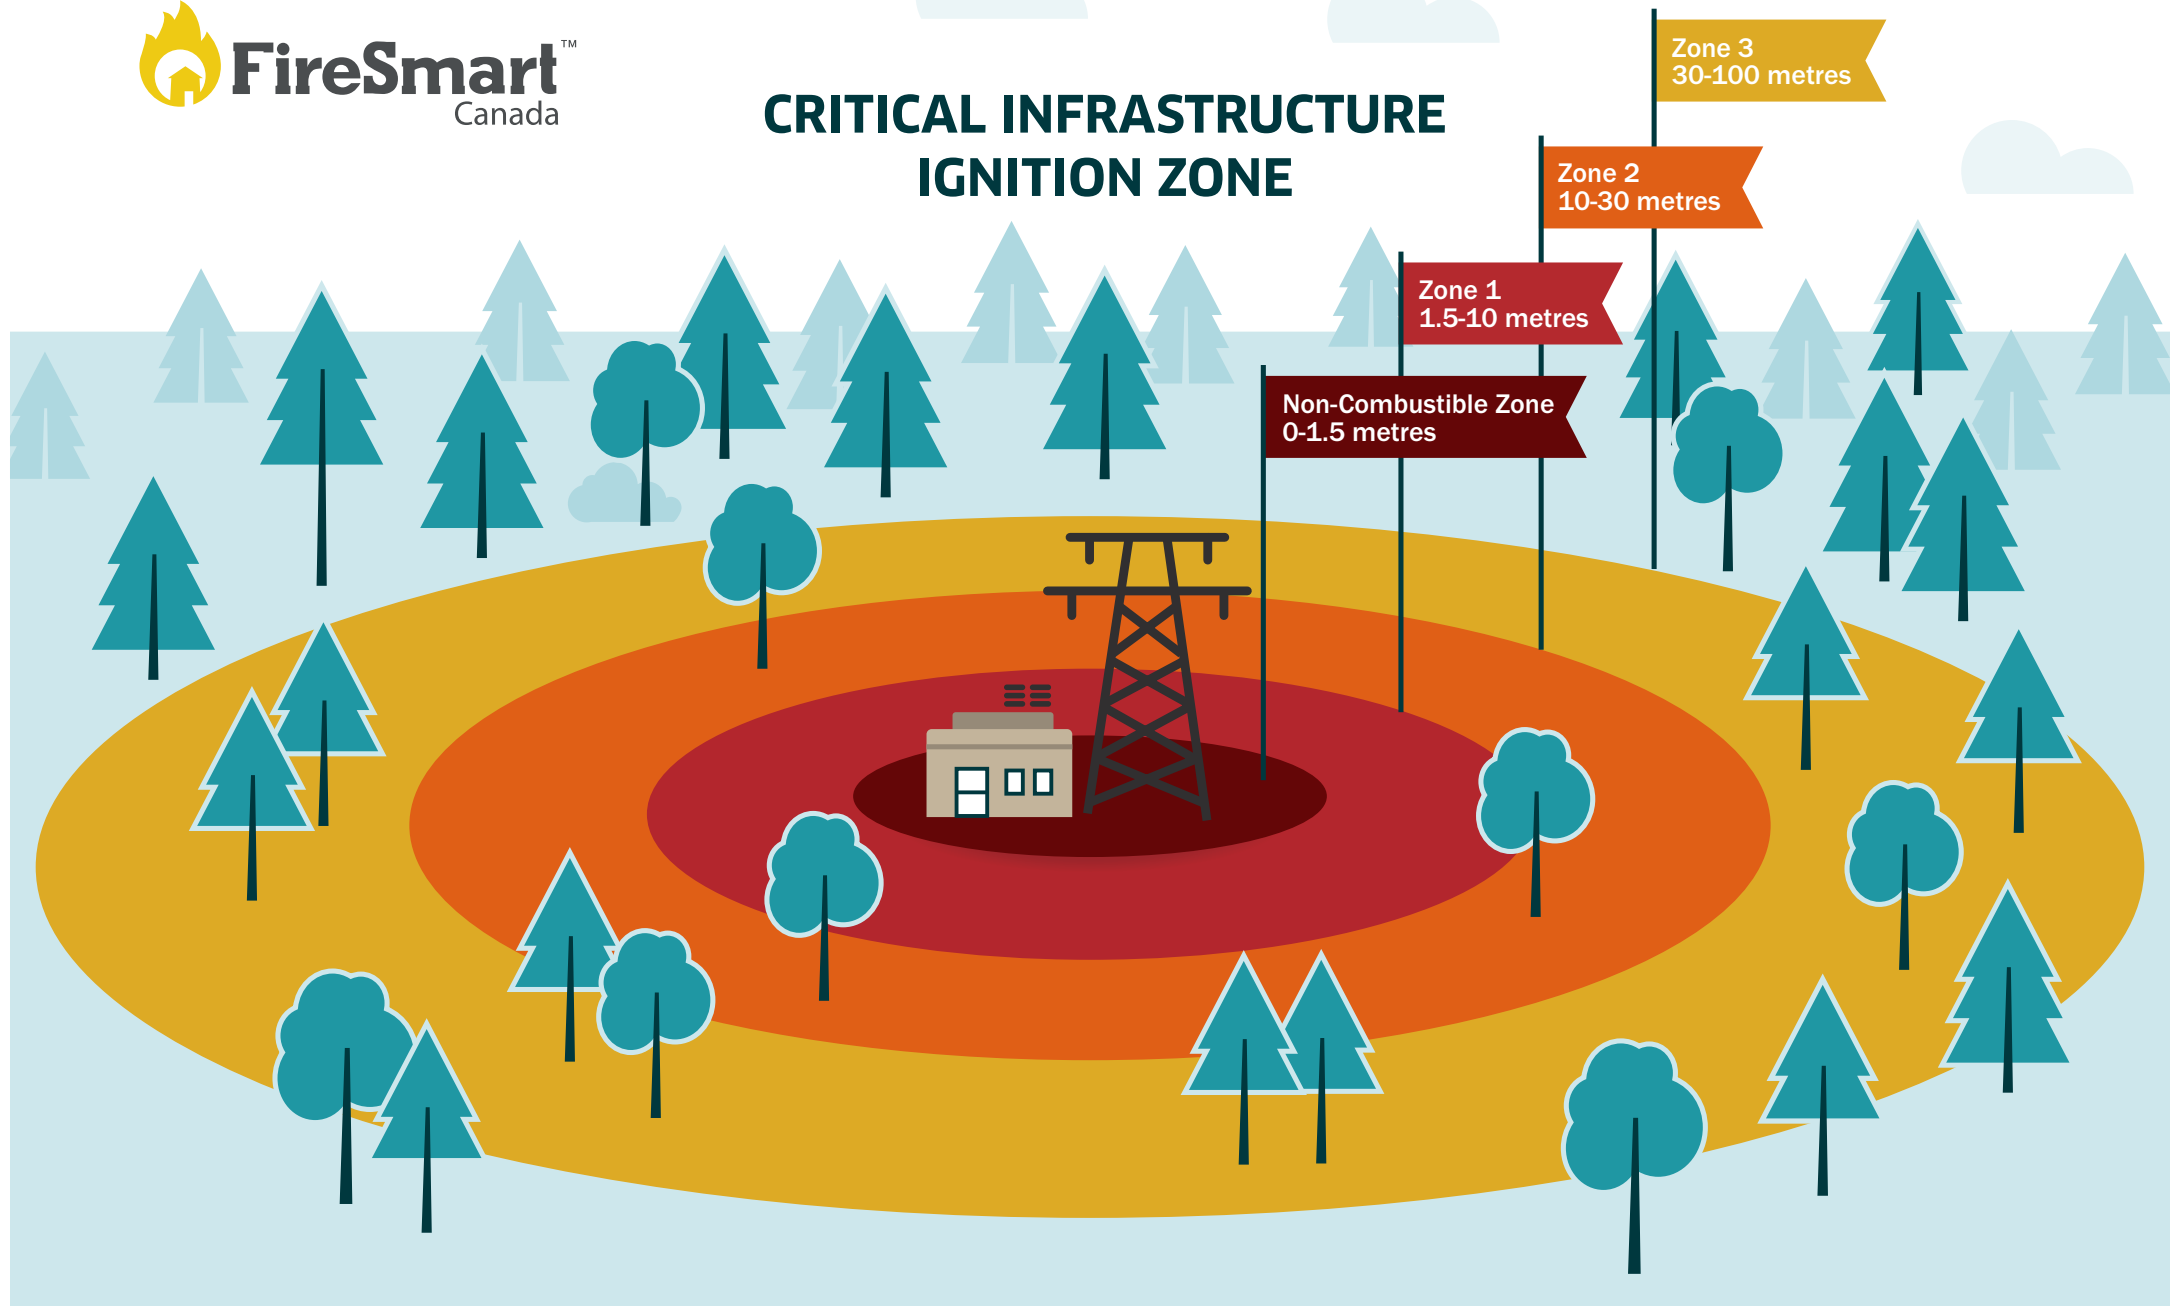 FireSmart™
Canada
CRITICAL INFRASTRUCTURE
IGNITION ZONE
Zone 3
30-100 metres
Zone 2
10-30 metres
Zone 1
1.5-10 metres
Non-Combustible Zone
0-1.5 metres